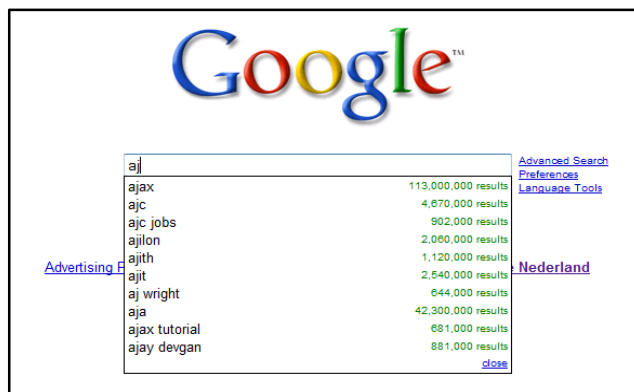 Google™
aj
Advanced Search
Preferences
Language Tools
ajax 113,000,000 results
ajc 4,670,000 results
ajc jobs 902,000 results
ajilon 2,060,000 results
ajith 1,120,000 results
ajit 2,540,000 results
aj wright 644,000 results
aja 42,300,000 results
ajax tutorial 681,000 results
ajay devgan 881,000 results
close
Advertising Nederland